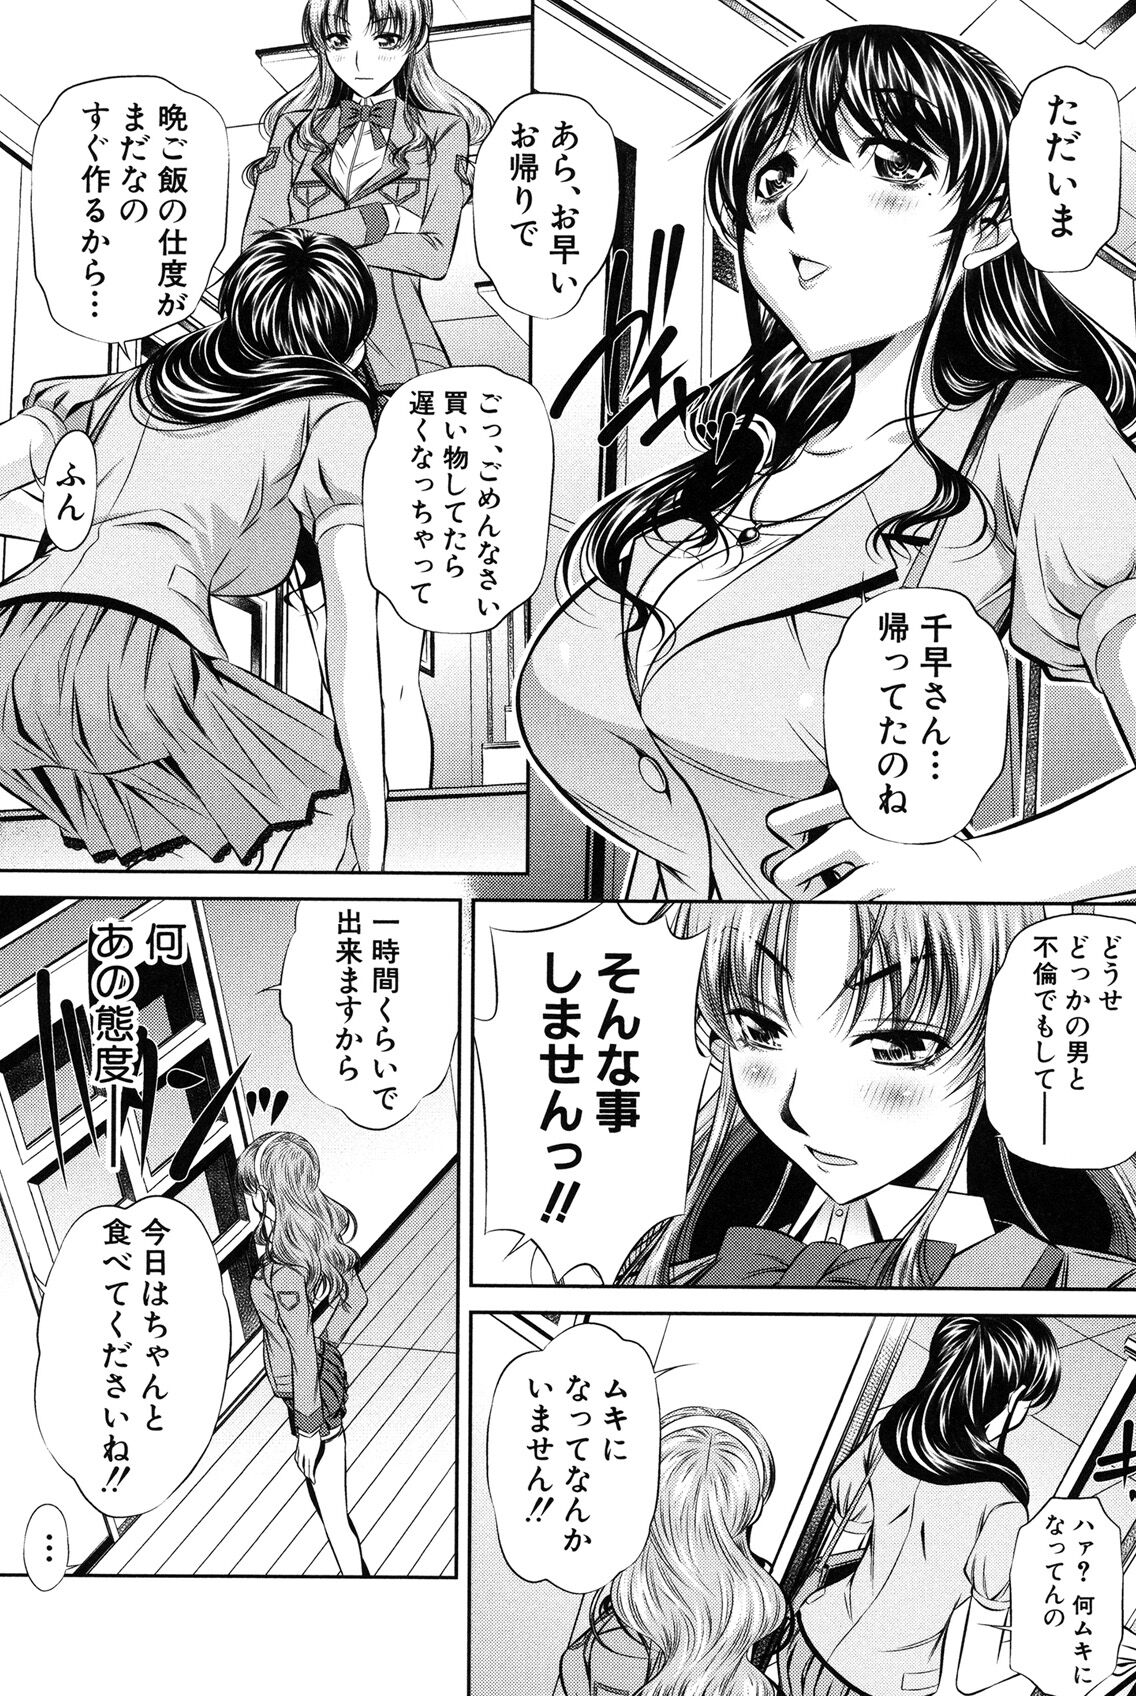 ただいま
ガチャ
千早さん…
帰ってたのね
あら、お早い
お帰りで
ごっ、ごめんなさい
買い物してたら
遅くなっちゃって
晩ご飯の仕度が
まだなの
すぐ作るから…
ふん
どうせ
どっかの男と
不倫でもして――
そんな事
しませんっ!!
ハァ? 何ムキに
なってんの
ムキに
なってなんか
いません!!
一時間くらいで
出来ますから
今日はちゃんと
食べてくださいね!!
何
あの態度――
…